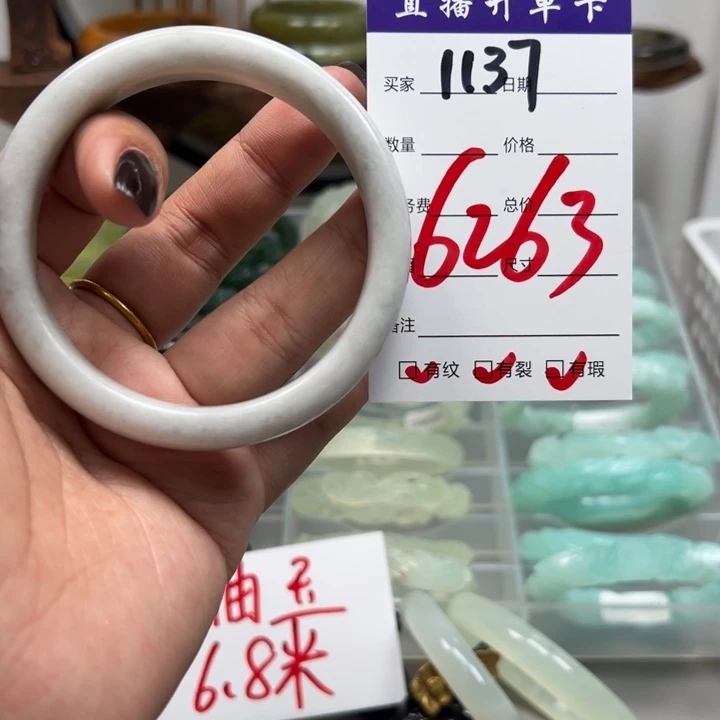 直播开单卡
买家 1137 日期
数量 价格
务费 总价
6263
尺寸
备注
有纹 有裂 有瑕
油
6.8米